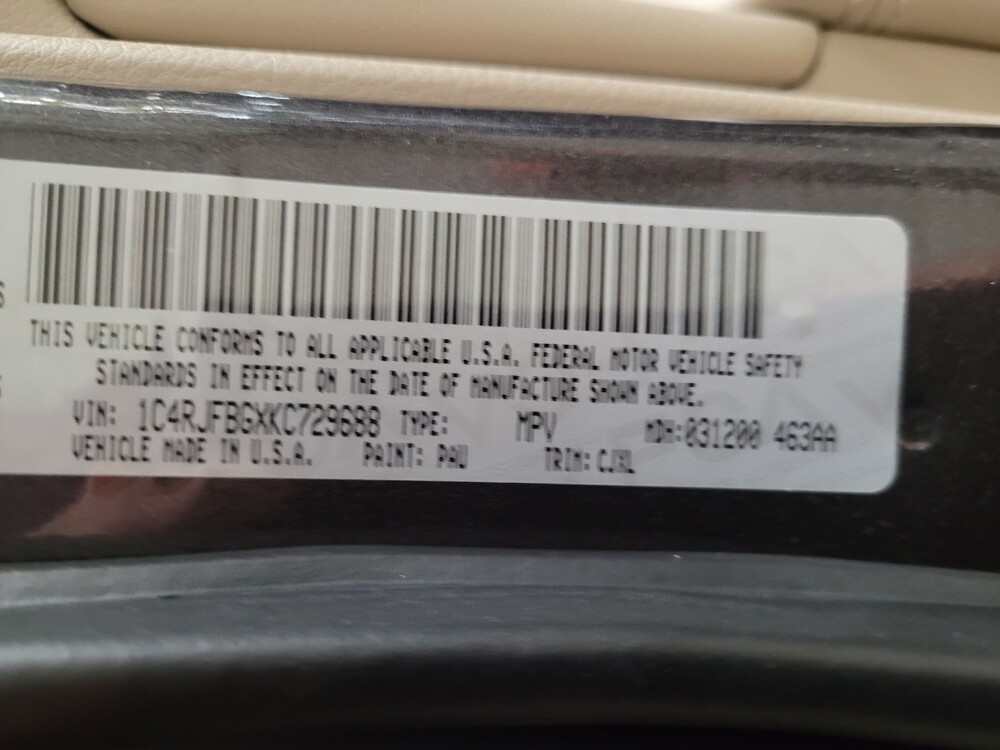 THIS VEHICLE CONFORMS TO ALL APPLICABLE U.S.A. FEDERAL MOTOR VEHICLE SAFETY
STANDARDS IN EFFECT ON THE DATE OF MANUFACTURE SHOWN ABOVE.
VIN: 1C4RJFBGXKC729688 TYPE: MPV MDH:031200 463AA
VEHICLE MADE IN U.S.A. PAINT: PAU TRIM: CJXL